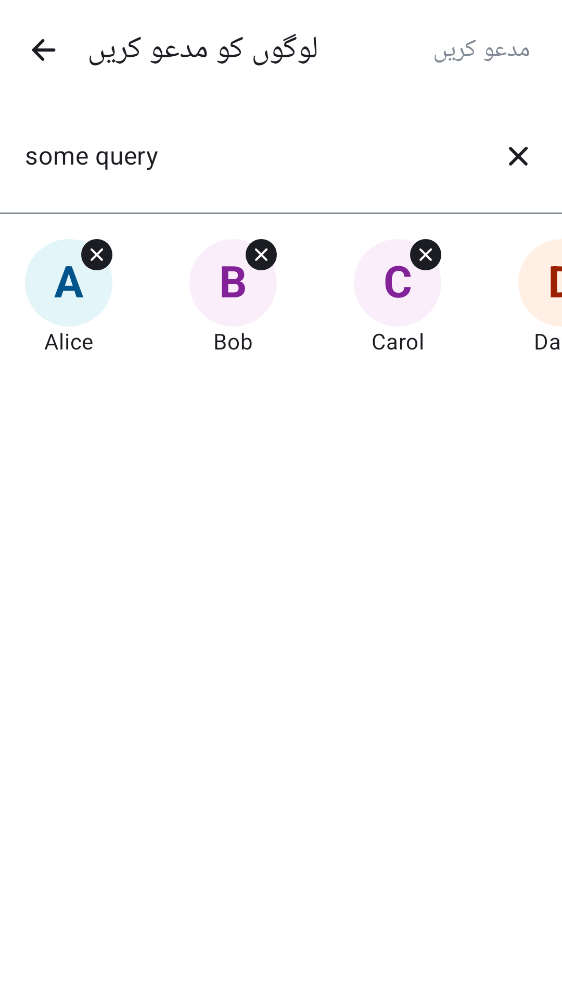 لوگوں کو مدعو کریں
مدعو کریں
some query
A
B
C
Alice
Bob
Carol
Da